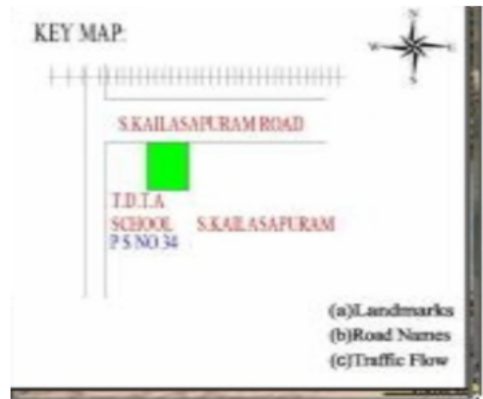 KEY MAP:
N
W E
S
S.KAILASAPURAM ROAD
T.D.T.A
SCHOOL S.KAILASAPURAM
P S NO.34
(a)Landmarks
(b)Road Names
(c)Traffic Flow